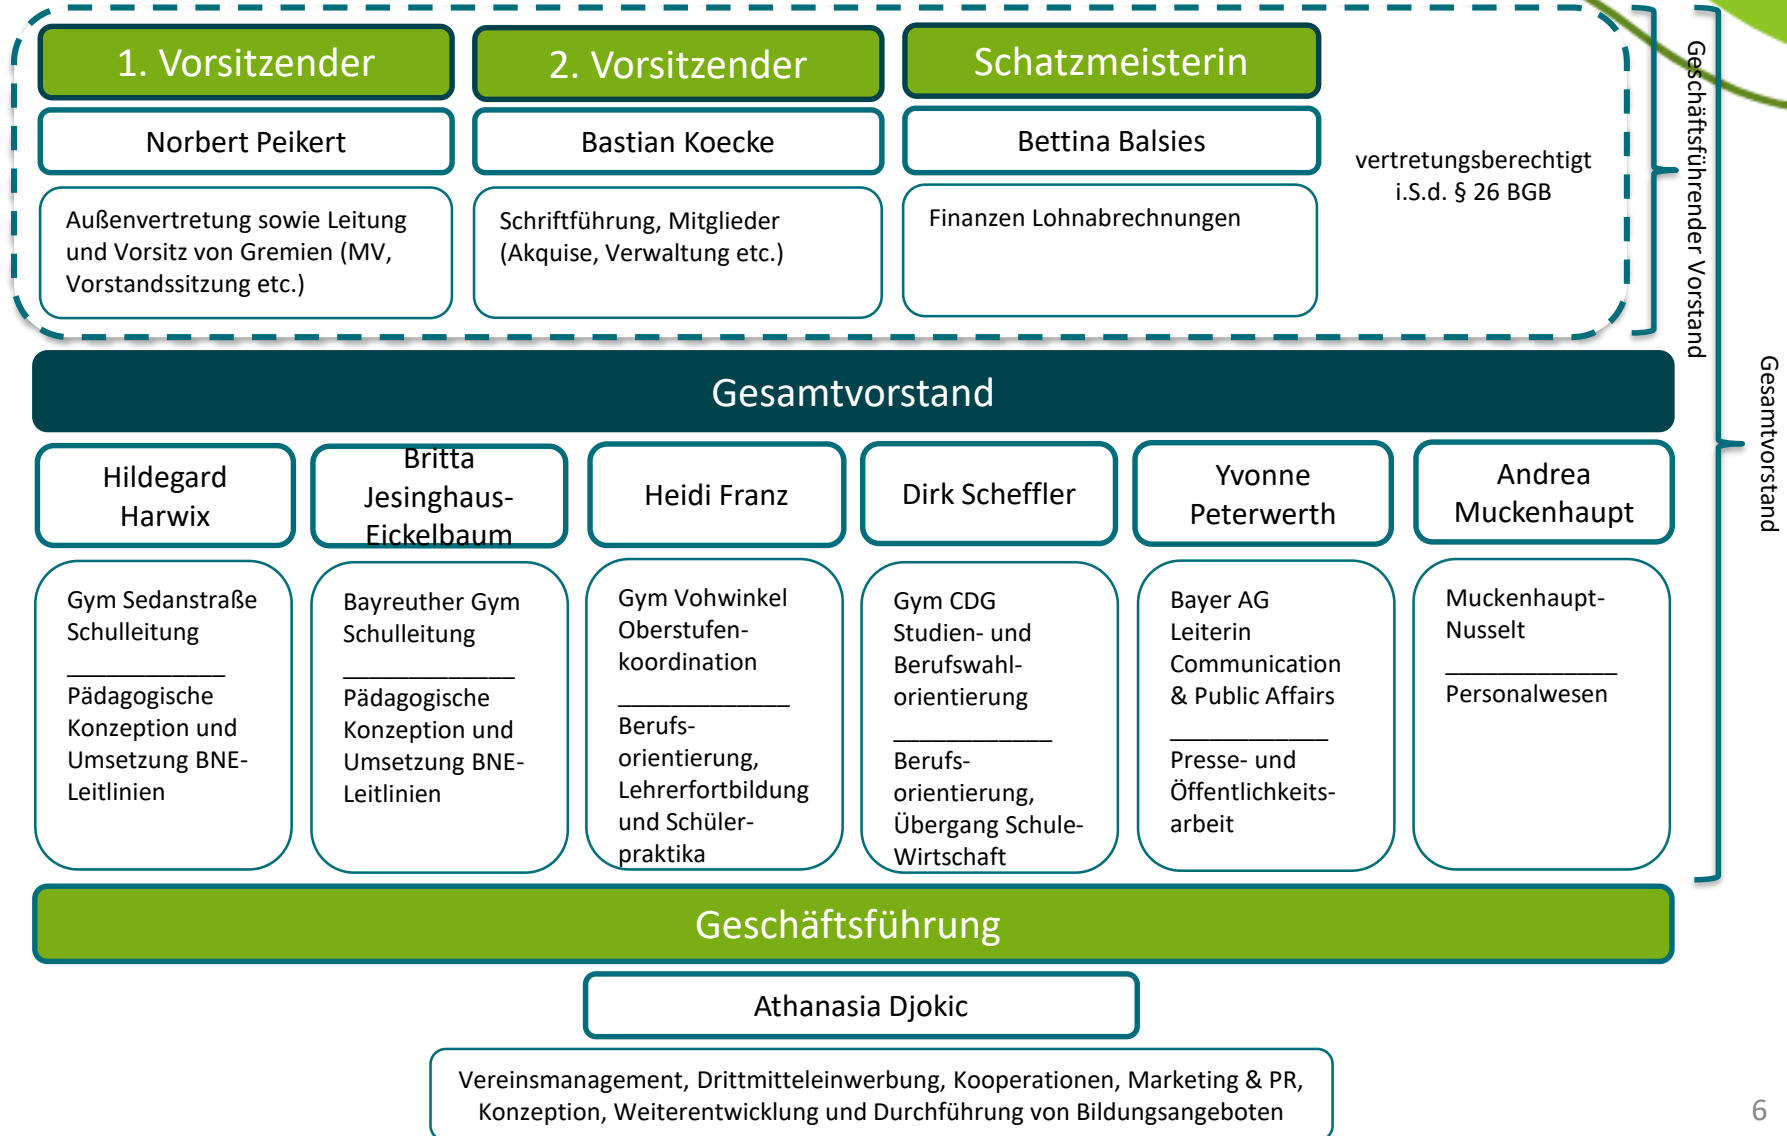 1. Vorsitzender
Norbert Peikert
Außenvertretung sowie Leitung
und Vorsitz von Gremien (MV,
Vorstandssitzung etc.)
2. Vorsitzender
Bastian Koecke
Schriftführung, Mitglieder
(Akquise, Verwaltung etc.)
Schatzmeisterin
Bettina Balsies
Finanzen Lohnabrechnungen
vertretungsberechtigt
i.S.d. § 26 BGB
Geschäftsführender Vorstand
Gesamtvorstand
Gesamtvorstand
Hildegard
Harwix
Gym Sedanstraße
Schulleitung
____________
Pädagogische
Konzeption und
Umsetzung BNE-
Leitlinien
Britta
Jesinghaus-
Eickelbaum
Bayreuther Gym
Schulleitung
_____________
Pädagogische
Konzeption und
Umsetzung BNE-
Leitlinien
Heidi Franz
Gym Vohwinkel
Oberstufen-
koordination
_____________
Berufs-
orientierung,
Lehrerfortbildung
und Schüler-
praktika
Dirk Scheffler
Gym CDG
Studien- und
Berufswahl-
orientierung
____________
Berufs-
orientierung,
Übergang Schule-
Wirtschaft
Yvonne
Peterwerth
Bayer AG
Leiterin
Communication
& Public Affairs
____________
Presse- und
Öffentlichkeits-
arbeit
Andrea
Muckenhaupt
Muckenhaupt-
Nusselt
_____________
Personalwesen
Geschäftsführung
Athanasia Djokic
Vereinsmanagement, Drittmitteleinwerbung, Kooperationen, Marketing & PR,
Konzeption, Weiterentwicklung und Durchführung von Bildungsangeboten
6